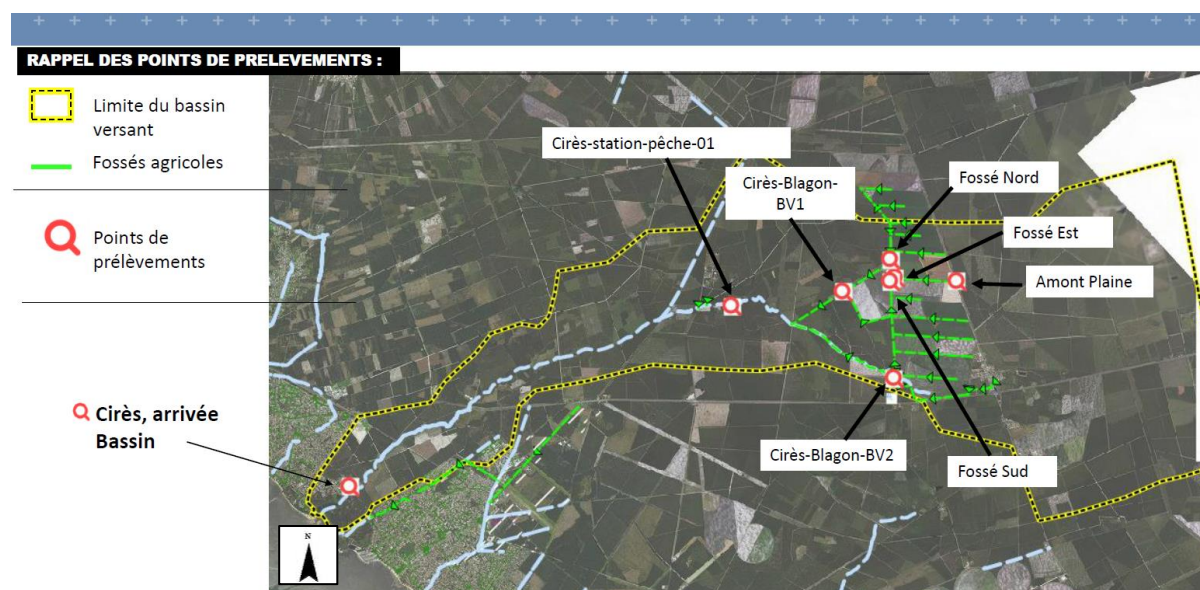 RAPPEL DES POINTS DE PRELEVEMENTS :
Limite du bassin
versant
Fossés agricoles
Points de
prélèvements
Cirès, arrivée
Bassin
Cirès-station-pêche-01
Cirès-Blagon-
BV1
Fossé Nord
Fossé Est
Amont Plaine
Cirès-Blagon-BV2
Fossé Sud
N